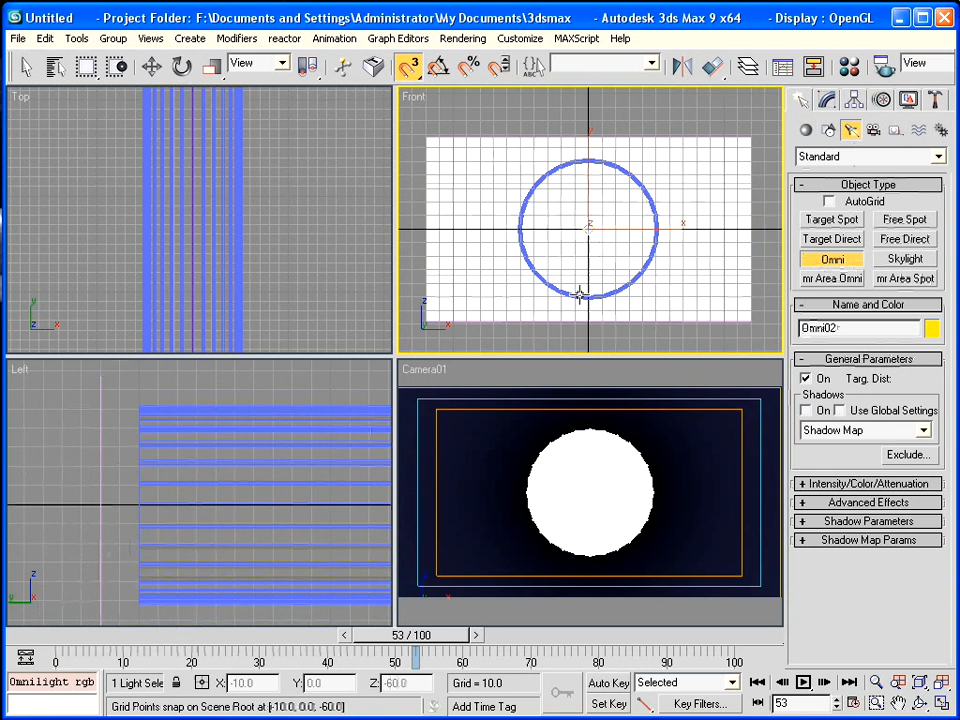 Untitled - Project Folder: F:\Documents and Settings\Administrator\My Documents\3dsmax - Autodesk 3ds Max 9 x64 - Display : OpenGL
File Edit Tools Group Views Create Modifiers reactor Animation Graph Editors Rendering Customize MAXScript Help
View 3 % View
Top Front
Standard
- Object Type
AutoGrid
Target Spot Free Spot
Target Direct Free Direct
Omni Skylight
mr Area Omni mr Area Spot
y
z x
z x
z x
y x
- Name and Color
Omni02
- General Parameters
On Targ. Dist:
Shadows
On Use Global Settings
Shadow Map
Exclude...
Left Camera01
+ Intensity/Color/Attenuation
+ Advanced Effects
+ Shadow Parameters
+ Shadow Map Params
z
y x
x
< 53 / 100 >
0 10 20 30 40 50 60 70 80 90 100
Omnilight rgb 1 Light Sele X: -10.0 Y: 0.0 Z: -60.0 Grid = 10.0 Auto Key Selected
Grid Points snap on Scene Root at [-10.0, 0.0, -60.0] Add Time Tag Set Key Key Filters... 53